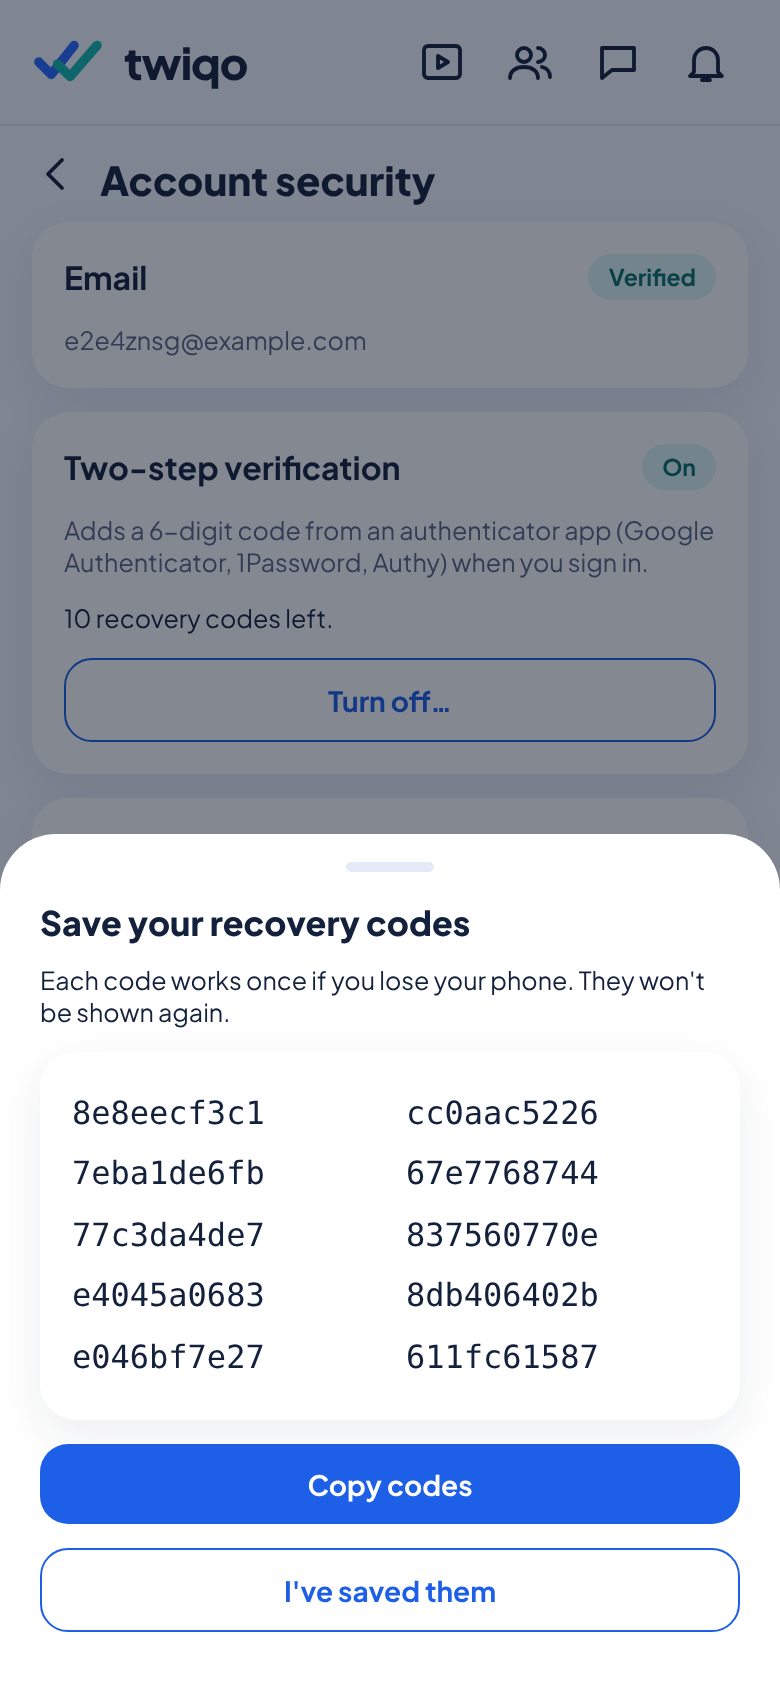 twiqo
Account security
Email
Verified
e2e4znsg@example.com
Two-step verification
On
Adds a 6-digit code from an authenticator app (Google
Authenticator, 1Password, Authy) when you sign in.
10 recovery codes left.
Turn off...
Save your recovery codes
Each code works once if you lose your phone. They won't
be shown again.
8e8eecf3c1 cc0aac5226
7eba1de6fb 67e7768744
77c3da4de7 837560770e
e4045a0683 8db406402b
e046bf7e27 611fc61587
Copy codes
I've saved them